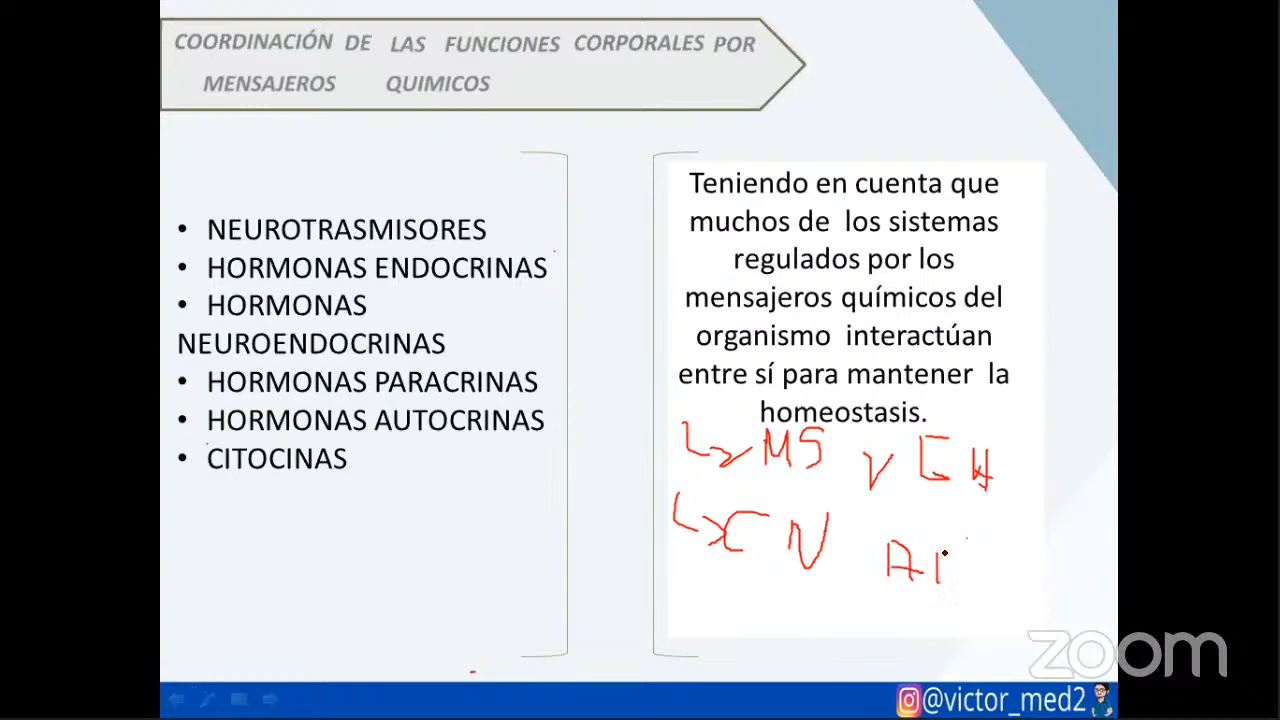 COORDINACIÓN DE LAS FUNCIONES CORPORALES POR
MENSAJEROS QUIMICOS
• NEUROTRASMISORES
• HORMONAS ENDOCRINAS
• HORMONAS
NEUROENDOCRINAS
• HORMONAS PARACRINAS
• HORMONAS AUTOCRINAS
• CITOCINAS
Teniendo en cuenta que
muchos de los sistemas
regulados por los
mensajeros químicos del
organismo interactúan
entre sí para mantener la
homeostasis.
MS y
N
zoom
@victor_med2